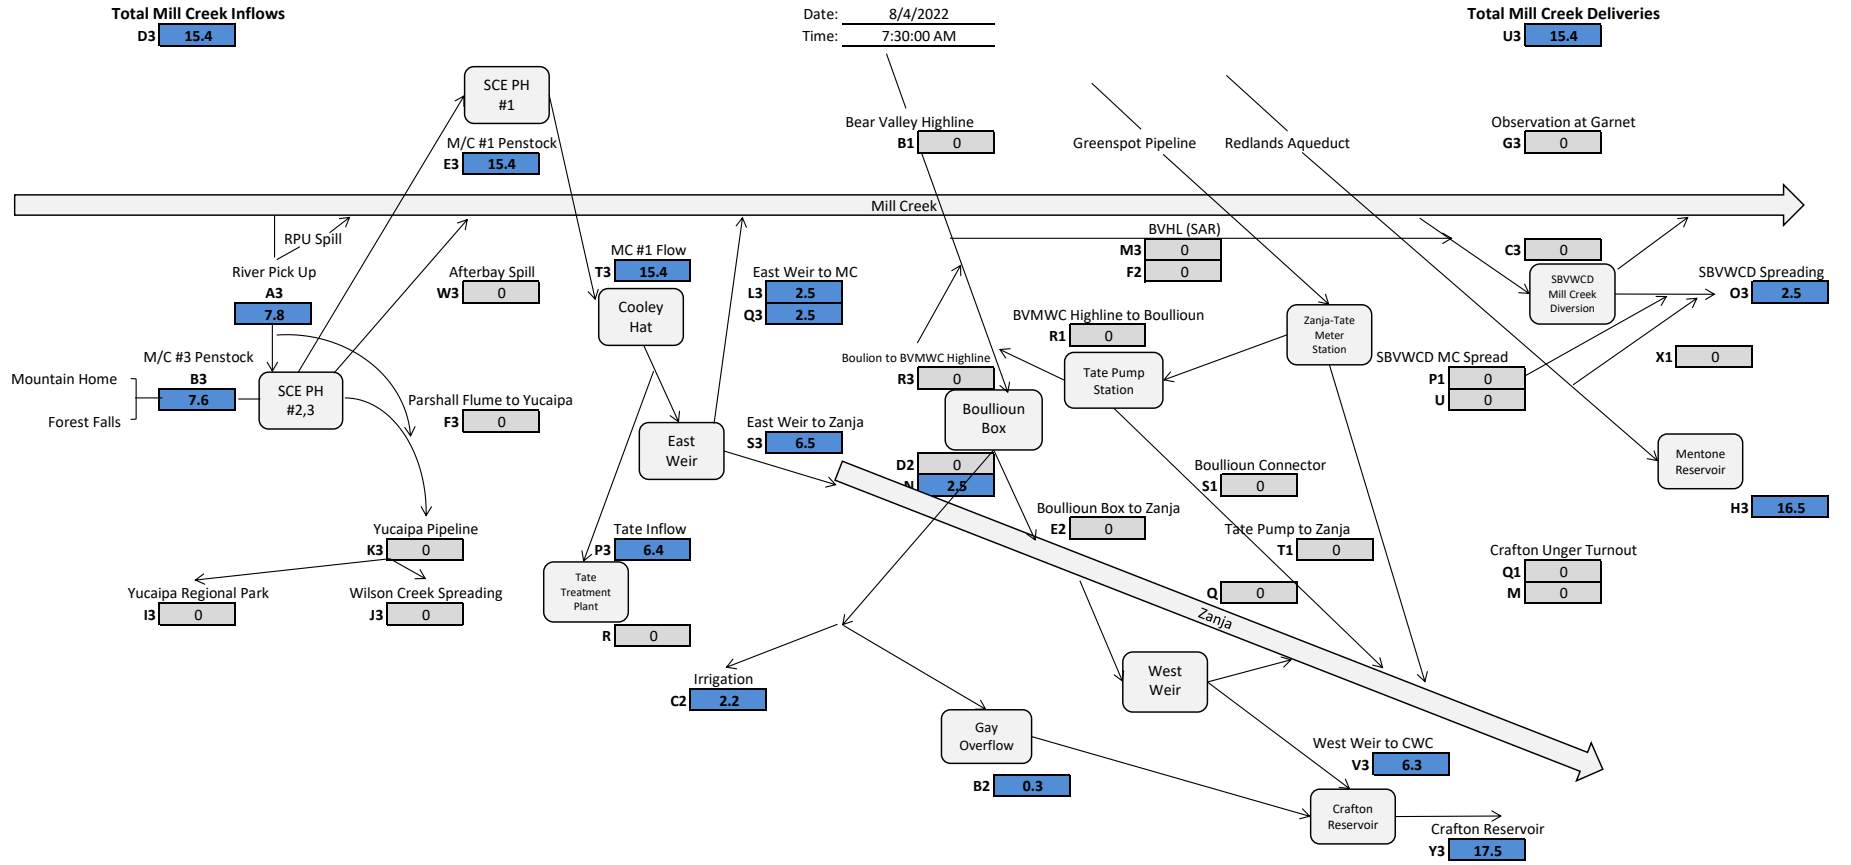 Total Mill Creek Inflows
D3 15.4
Date: 8/4/2022
Time: 7:30:00 AM
Total Mill Creek Deliveries
U3 15.4
SCE PH
#1
M/C #1 Penstock
E3 15.4
Bear Valley Highline
B1 0
Greenspot Pipeline
Redlands Aqueduct
Observation at Garnet
G3 0
Mill Creek
RPU Spill
River Pick Up
A3
7.8
Afterbay Spill
W3 0
MC #1 Flow
T3 15.4
Cooley
Hat
East Weir to MC
L3 2.5
Q3 2.5
BVHL (SAR)
M3 0
F2 0
C3 0
SBVWCD
Mill Creek
Diversion
SBVWCD Spreading
O3 2.5
M/C #3 Penstock
B3
7.6
Mountain Home
Forest Falls
SCE PH
#2,3
Parshall Flume to Yucaipa
F3 0
BVMWC Highline to Boullioun
R1 0
Boulion to BVMWC Highline
R3 0
Tate Pump
Station
Zanja-Tate
Meter
Station
SBVWCD MC Spread
P1 0
U 0
X1 0
Boullioun
Box
East
Weir
East Weir to Zanja
S3 6.5
D2 0
N 2.5
Boullioun Connector
S1 0
Mentone
Reservoir
H3 16.5
Boullioun Box to Zanja
E2 0
Tate Pump to Zanja
T1 0
Yucaipa Pipeline
K3 0
Tate Inflow
P3 6.4
Tate
Treatment
Plant
R 0
Crafton Unger Turnout
Q1 0
M 0
Yucaipa Regional Park
I3 0
Wilson Creek Spreading
J3 0
Q 0
Zanja
Irrigation
C2 2.2
West
Weir
Gay
Overflow
B2 0.3
West Weir to CWC
V3 6.3
Crafton
Reservoir
Crafton Reservoir
Y3 17.5